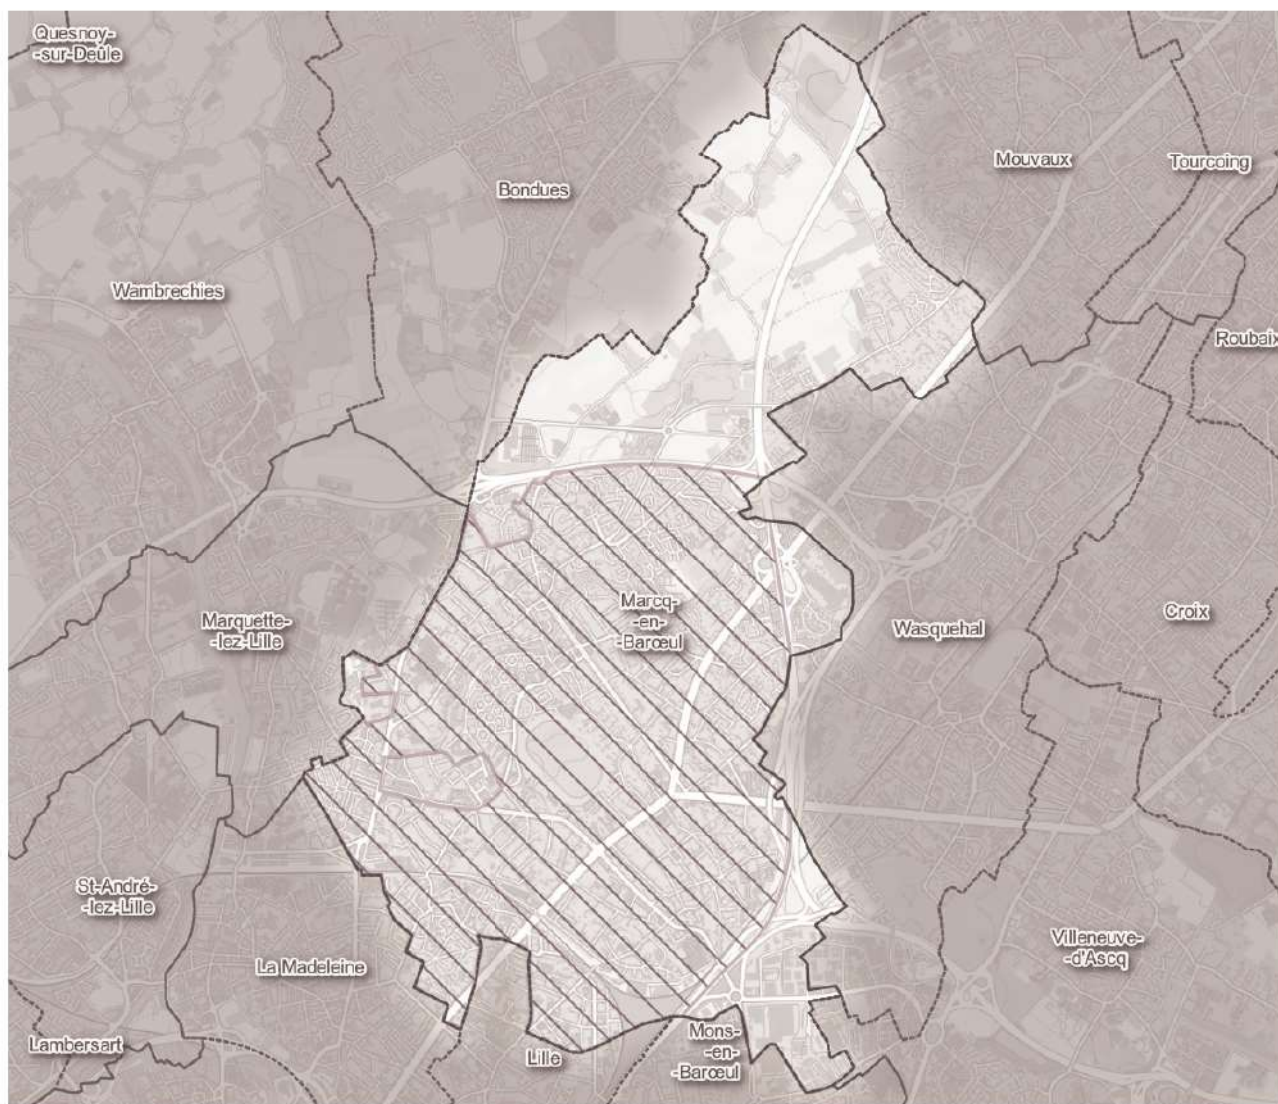 Quesnoy-
-sur-Deûle
Mouvaux
Tourcoing
Bondues
Wambrechies
Roubaix
Marcq-
-en-
-Barœul
Marquette-
-lez-Lille
Croix
Wasquehal
St-André-
-lez-Lille
Villeneuve-
-d'Ascq
La Madeleine
Lambersart
Lille
Mons-
-en-
-Barœul